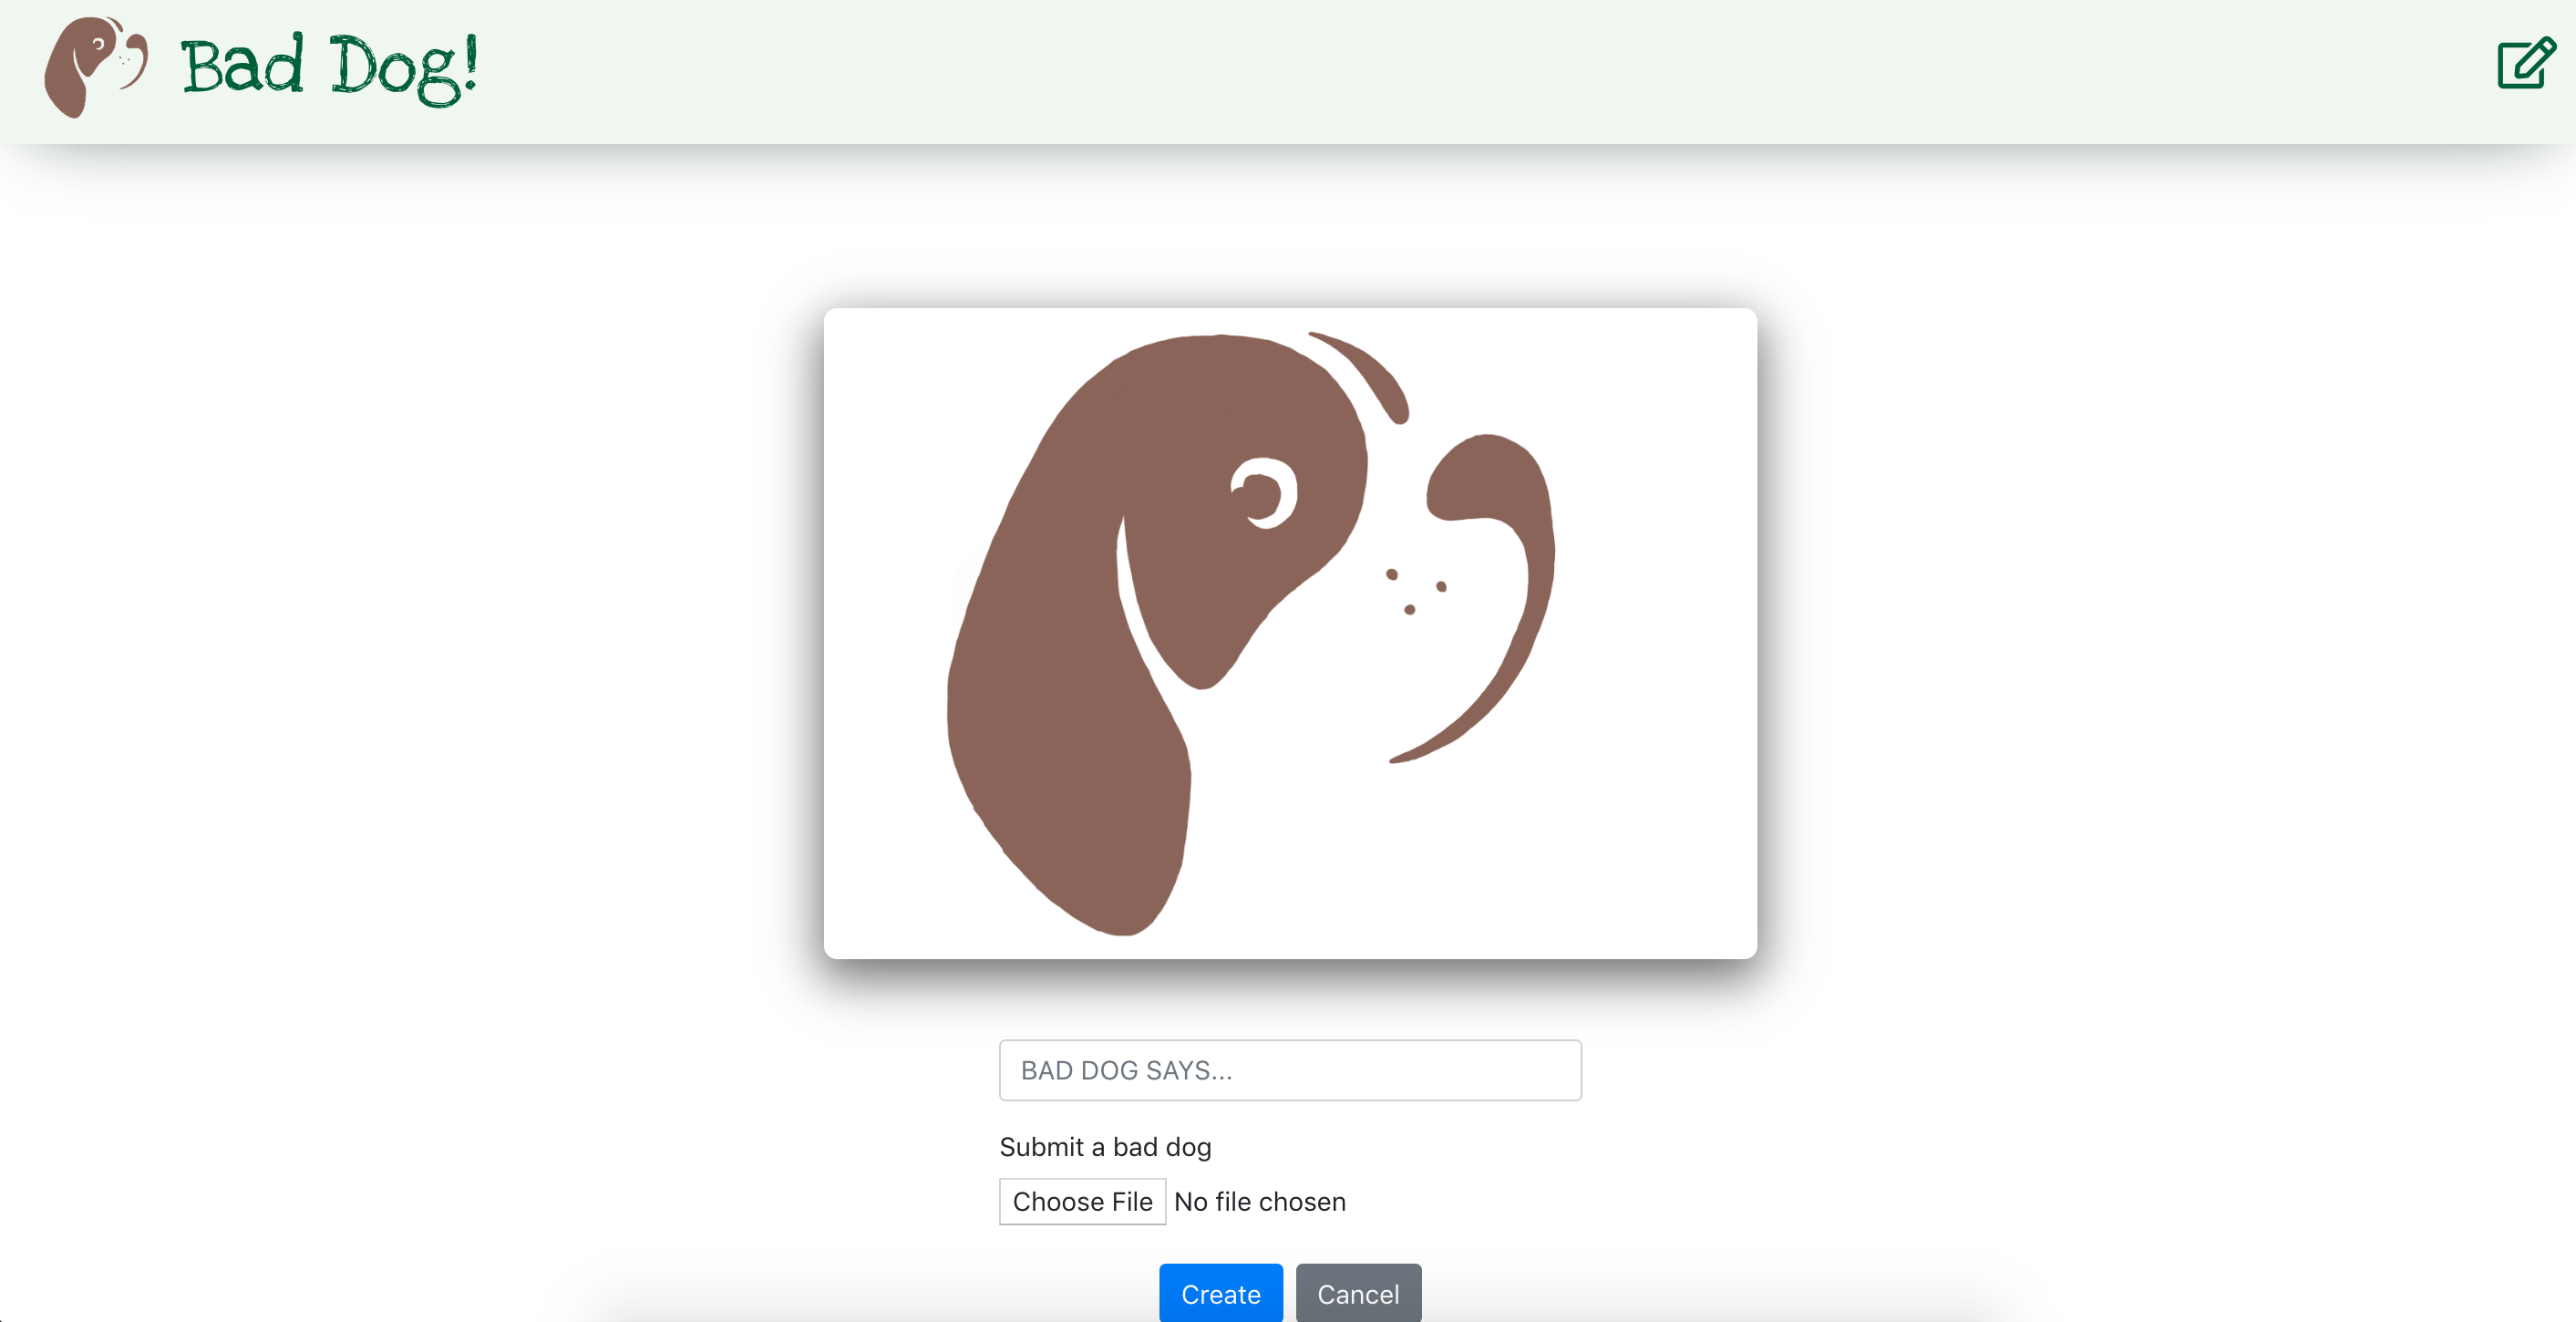 Bad Dog!
BAD DOG SAYS...
Submit a bad dog
Choose File No file chosen
Create Cancel